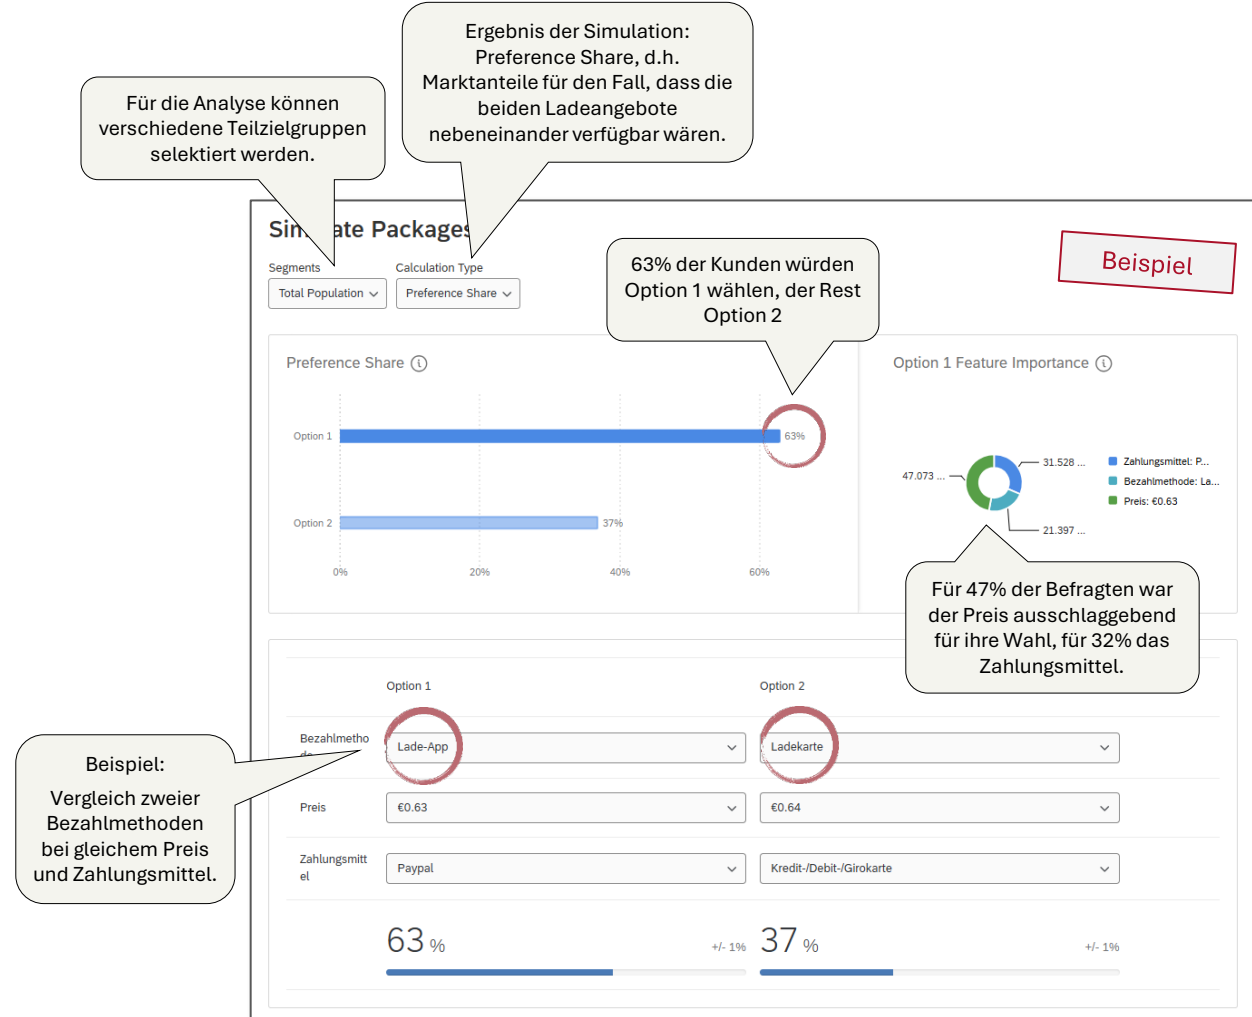 Ergebnis der Simulation:
Preference Share, d.h.
Marktanteile für den Fall, dass die
beiden Ladeangebote
nebeneinander verfügbar wären.
Für die Analyse können
verschiedene Teilzielgruppen
selektiert werden.
Packages
Segments
Calculation Type
Total Population
Preference Share
63% der Kunden würden
Option 1 wählen, der Rest
Option 2
Beispiel
Preference Share
Option 1
63%
Option 2
37%
0%
20%
40%
60%
Option 1 Feature Importance
47.073 ...
31.528 ...
21.397 ...
Zahlungsmittel: P...
Bezahlmethode: La...
Preis: €0.63
Für 47% der Befragten war
der Preis ausschlaggebend
für ihre Wahl, für 32% das
Zahlungsmittel.
Option 1
Option 2
Bezahlmetho
Lade-App
Ladekarte
Beispiel:
Vergleich zweier
Bezahlmethoden
bei gleichem Preis
und Zahlungsmittel.
Preis
€0.63
€0.64
Zahlungsmitt
el
Paypal
Kredit-/Debit-/Girokarte
63 %
+/- 1%
37 %
+/- 1%